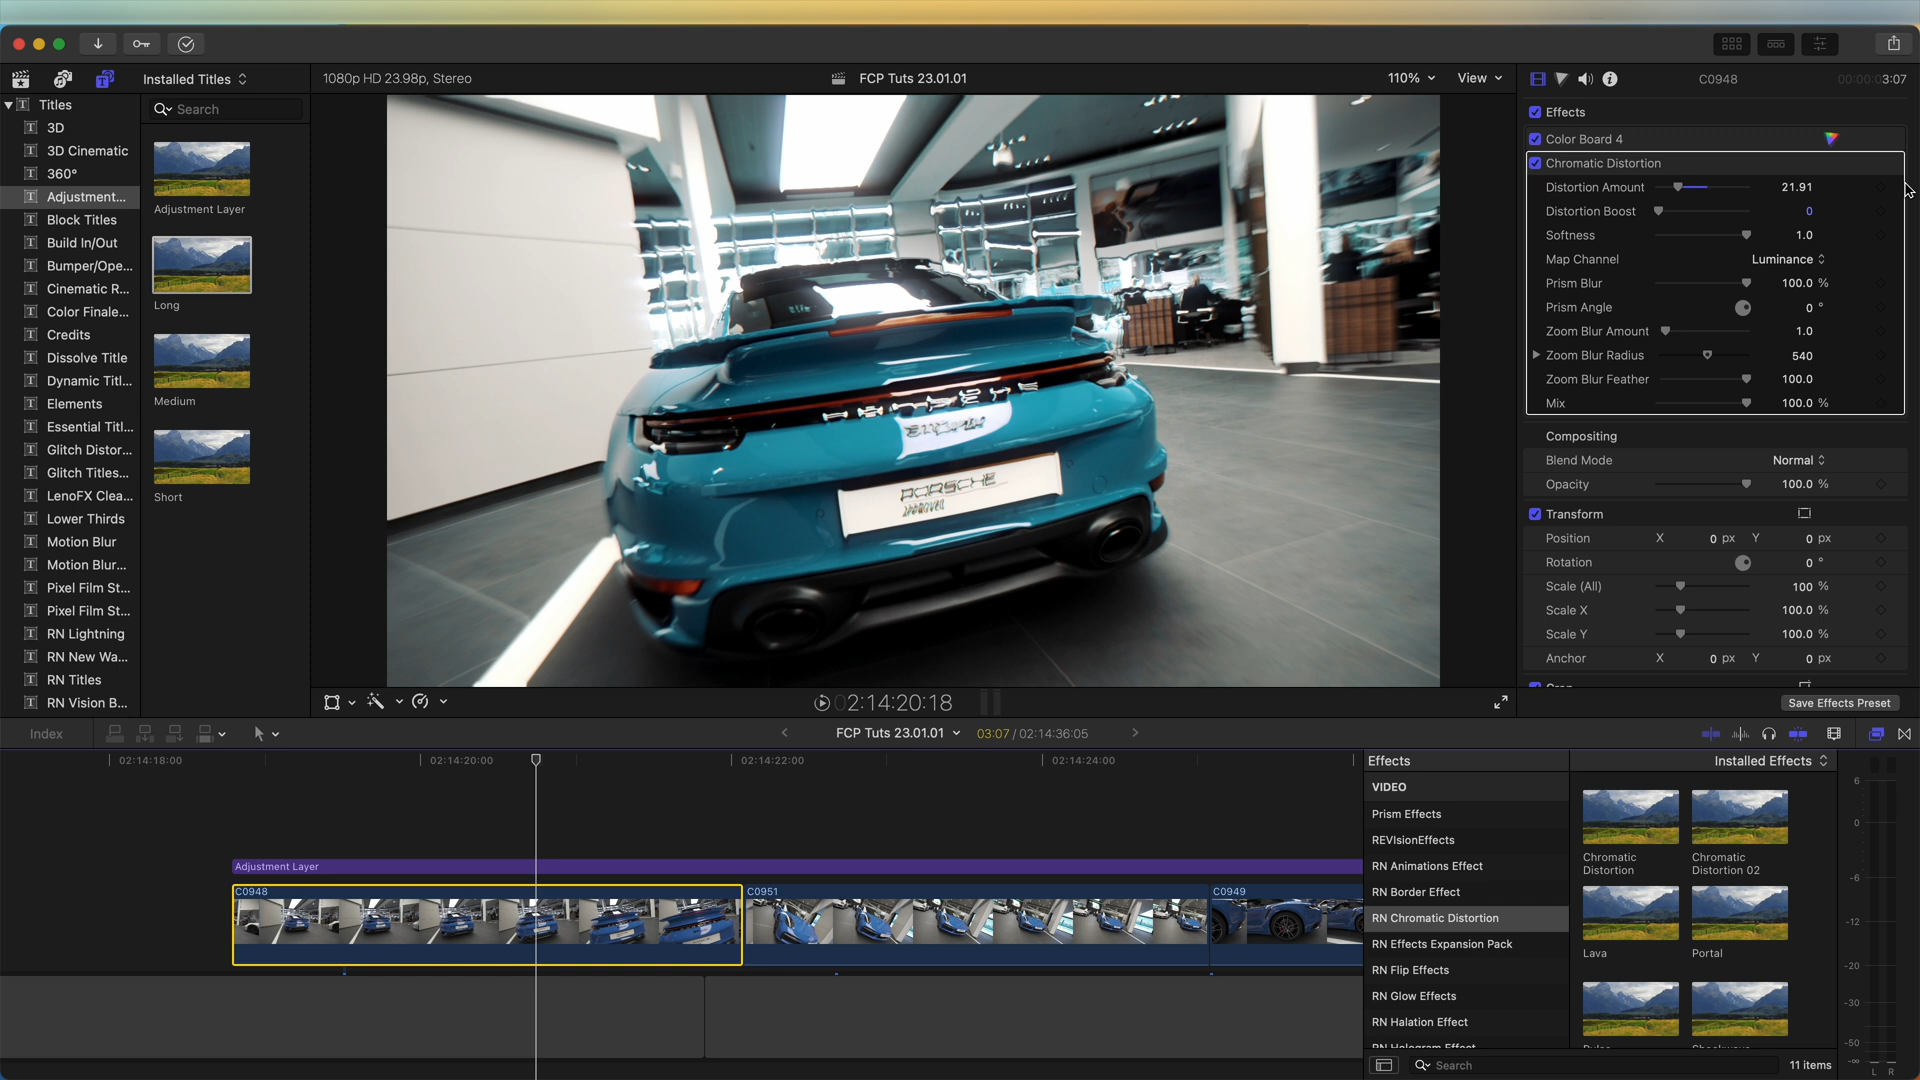 Installed Titles
1080p HD 23.98p, Stereo
FCP Tuts 23.01.01
110%
View
C0948
00:00:03:07
Titles
3D
3D Cinematic
360°
Adjustment...
Block Titles
Build In/Out
Bumper/Ope...
Cinematic R...
Color Finale...
Credits
Dissolve Title
Dynamic Titl...
Elements
Essential Titl...
Glitch Distor...
Glitch Titles...
LenoFX Clea...
Lower Thirds
Motion Blur
Motion Blur...
Pixel Film St...
Pixel Film St...
RN Lightning
RN New Wa...
RN Titles
RN Vision B...
Search
Adjustment Layer
Long
Medium
Short
PORSCHE
Effects
Color Board 4
Chromatic Distortion
Distortion Amount 21.91
Distortion Boost 0
Softness 1.0
Map Channel Luminance
Prism Blur 100.0 %
Prism Angle 0 °
Zoom Blur Amount 1.0
Zoom Blur Radius 540
Zoom Blur Feather 100.0
Mix 100.0 %
Compositing
Blend Mode Normal
Opacity 100.0 %
Transform
Position X 0 px Y 0 px
Rotation 0 °
Scale (All) 100 %
Scale X 100.0 %
Scale Y 100.0 %
Anchor X 0 px Y 0 px
Save Effects Preset
02:14:20:18
Index
FCP Tuts 23.01.01
03:07 / 02:14:36:05
02:14:18:00
02:14:20:00
02:14:22:00
02:14:24:00
Adjustment Layer
C0948
C0951
C0949
Effects
Installed Effects
VIDEO
Prism Effects
REVisionEffects
RN Animations Effect
RN Border Effect
RN Chromatic Distortion
RN Effects Expansion Pack
RN Flip Effects
RN Glow Effects
RN Halation Effect
RN Hologram Effect
Chromatic
Distortion
Chromatic
Distortion 02
Lava
Portal
Search
11 items
6
0
-6
-12
-20
-30
-50
-∞
L R